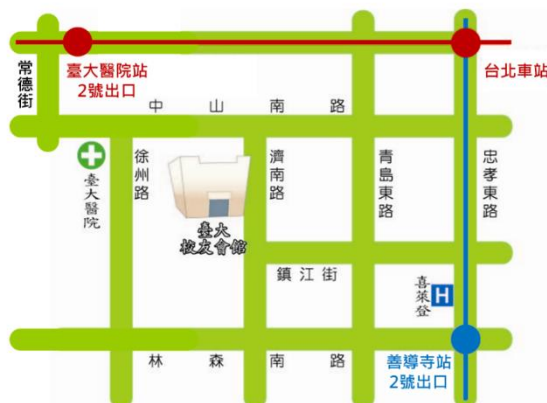 常德街
臺大醫院站
2號出口
台北車站
中山南路
臺大醫院
徐州路
濟南路
青島東路
忠孝東路
臺大
校友會館
鎮江街
喜萊登
H
林森南路
善導寺站
2號出口